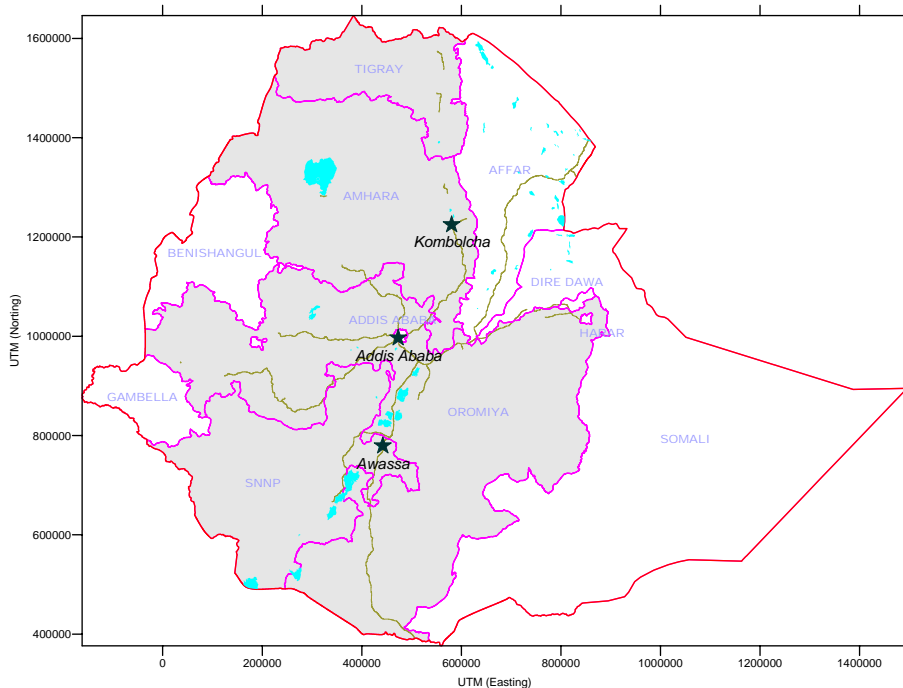 1600000
TIGRAY
1400000
AFFAR
AMHARA
1200000
Kombolcha
BENISHANGUL
DIRE DAWA
UTM (Norting)
1000000
ADDIS ABABA
HARAR
Addis Ababa
GAMBELLA
OROMIYA
800000
SOMALI
Awassa
SNNP
600000
400000
0
200000
400000
600000
800000
1000000
1200000
1400000
UTM (Easting)